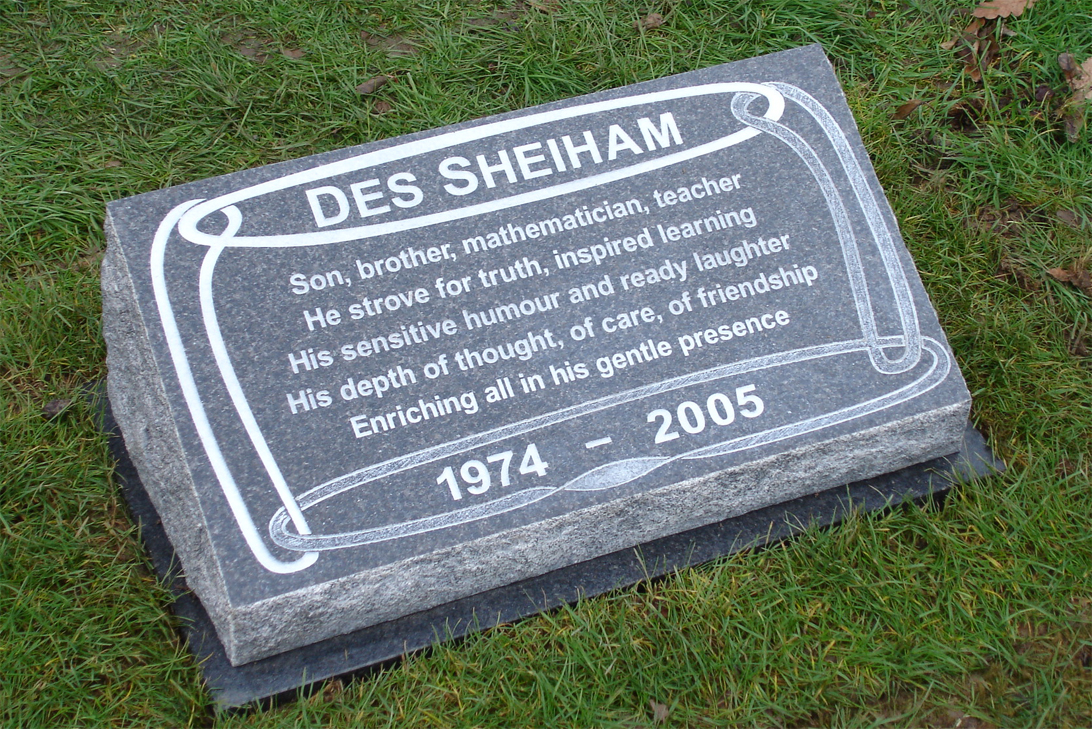 DES SHEIHAM
Son, brother, mathematician, teacher
He strove for truth, inspired learning
His sensitive humour and ready laughter
His depth of thought, of care, of friendship
Enriching all in his gentle presence
1974 – 2005